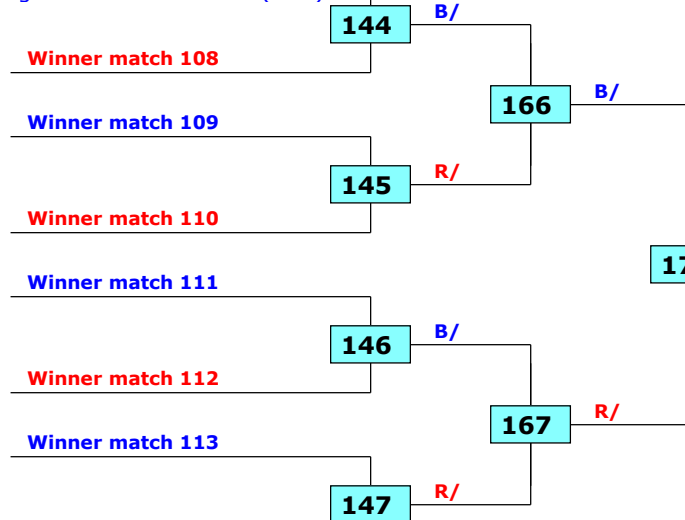 144
B/
Winner match 108
166
B/
Winner match 109
145
R/
Winner match 110
Winner match 111
146
B/
Winner match 112
167
R/
Winner match 113
147
R/